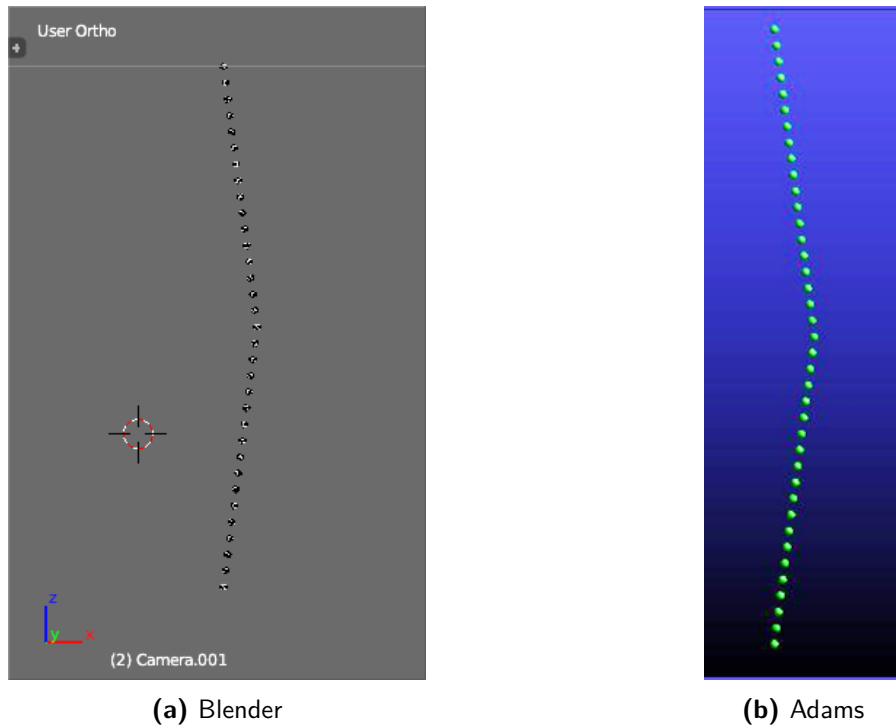 User Ortho
+
z
y x
(2) Camera.001
(a) Blender
(b) Adams